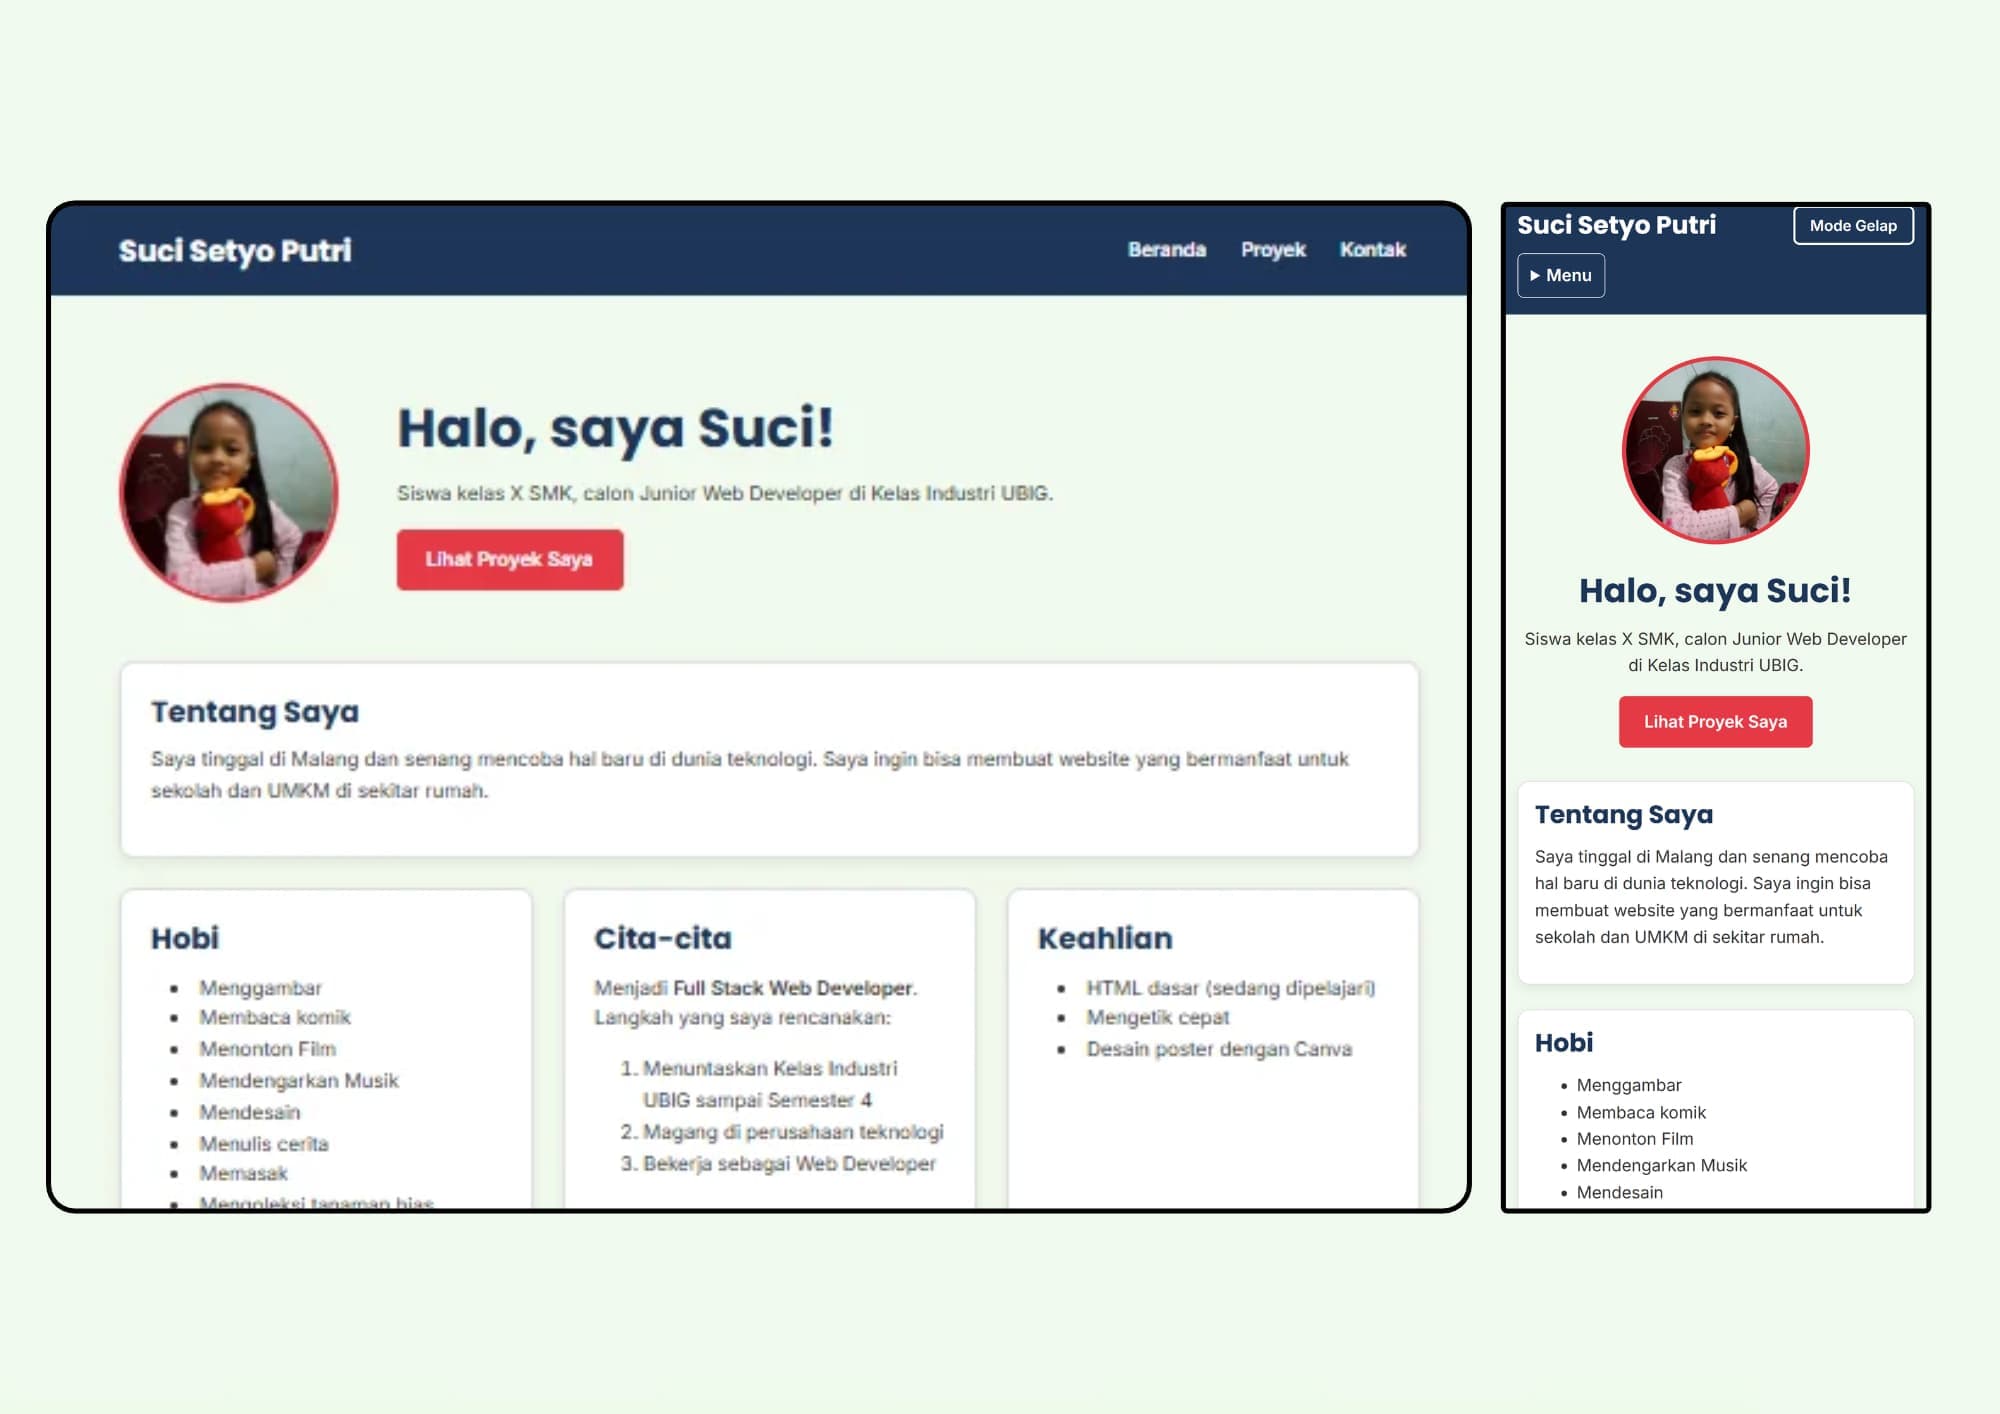 Suci Setyo Putri
Beranda Proyek Kontak
Halo, saya Suci!
Siswa kelas X SMK, calon Junior Web Developer di Kelas Industri UBIG.
Lihat Proyek Saya
Tentang Saya
Saya tinggal di Malang dan senang mencoba hal baru di dunia teknologi. Saya ingin bisa membuat website yang bermanfaat untuk
sekolah dan UMKM di sekitar rumah.
Hobi
• Menggambar
• Membaca komik
• Menonton Film
• Mendengarkan Musik
• Mendesain
• Menulis cerita
• Memasak
• Mengoleksi tanaman hias
Cita-cita
Menjadi Full Stack Web Developer.
Langkah yang saya rencanakan:
1. Menuntaskan Kelas Industri
UBIG sampai Semester 4
2. Magang di perusahaan teknologi
3. Bekerja sebagai Web Developer
Keahlian
• HTML dasar (sedang dipelajari)
• Mengetik cepat
• Desain poster dengan Canva
Suci Setyo Putri
Mode Gelap
▶ Menu
Halo, saya Suci!
Siswa kelas X SMK, calon Junior Web Developer
di Kelas Industri UBIG.
Lihat Proyek Saya
Tentang Saya
Saya tinggal di Malang dan senang mencoba
hal baru di dunia teknologi. Saya ingin bisa
membuat website yang bermanfaat untuk
sekolah dan UMKM di sekitar rumah.
Hobi
• Menggambar
• Membaca komik
• Menonton Film
• Mendengarkan Musik
• Mendesain